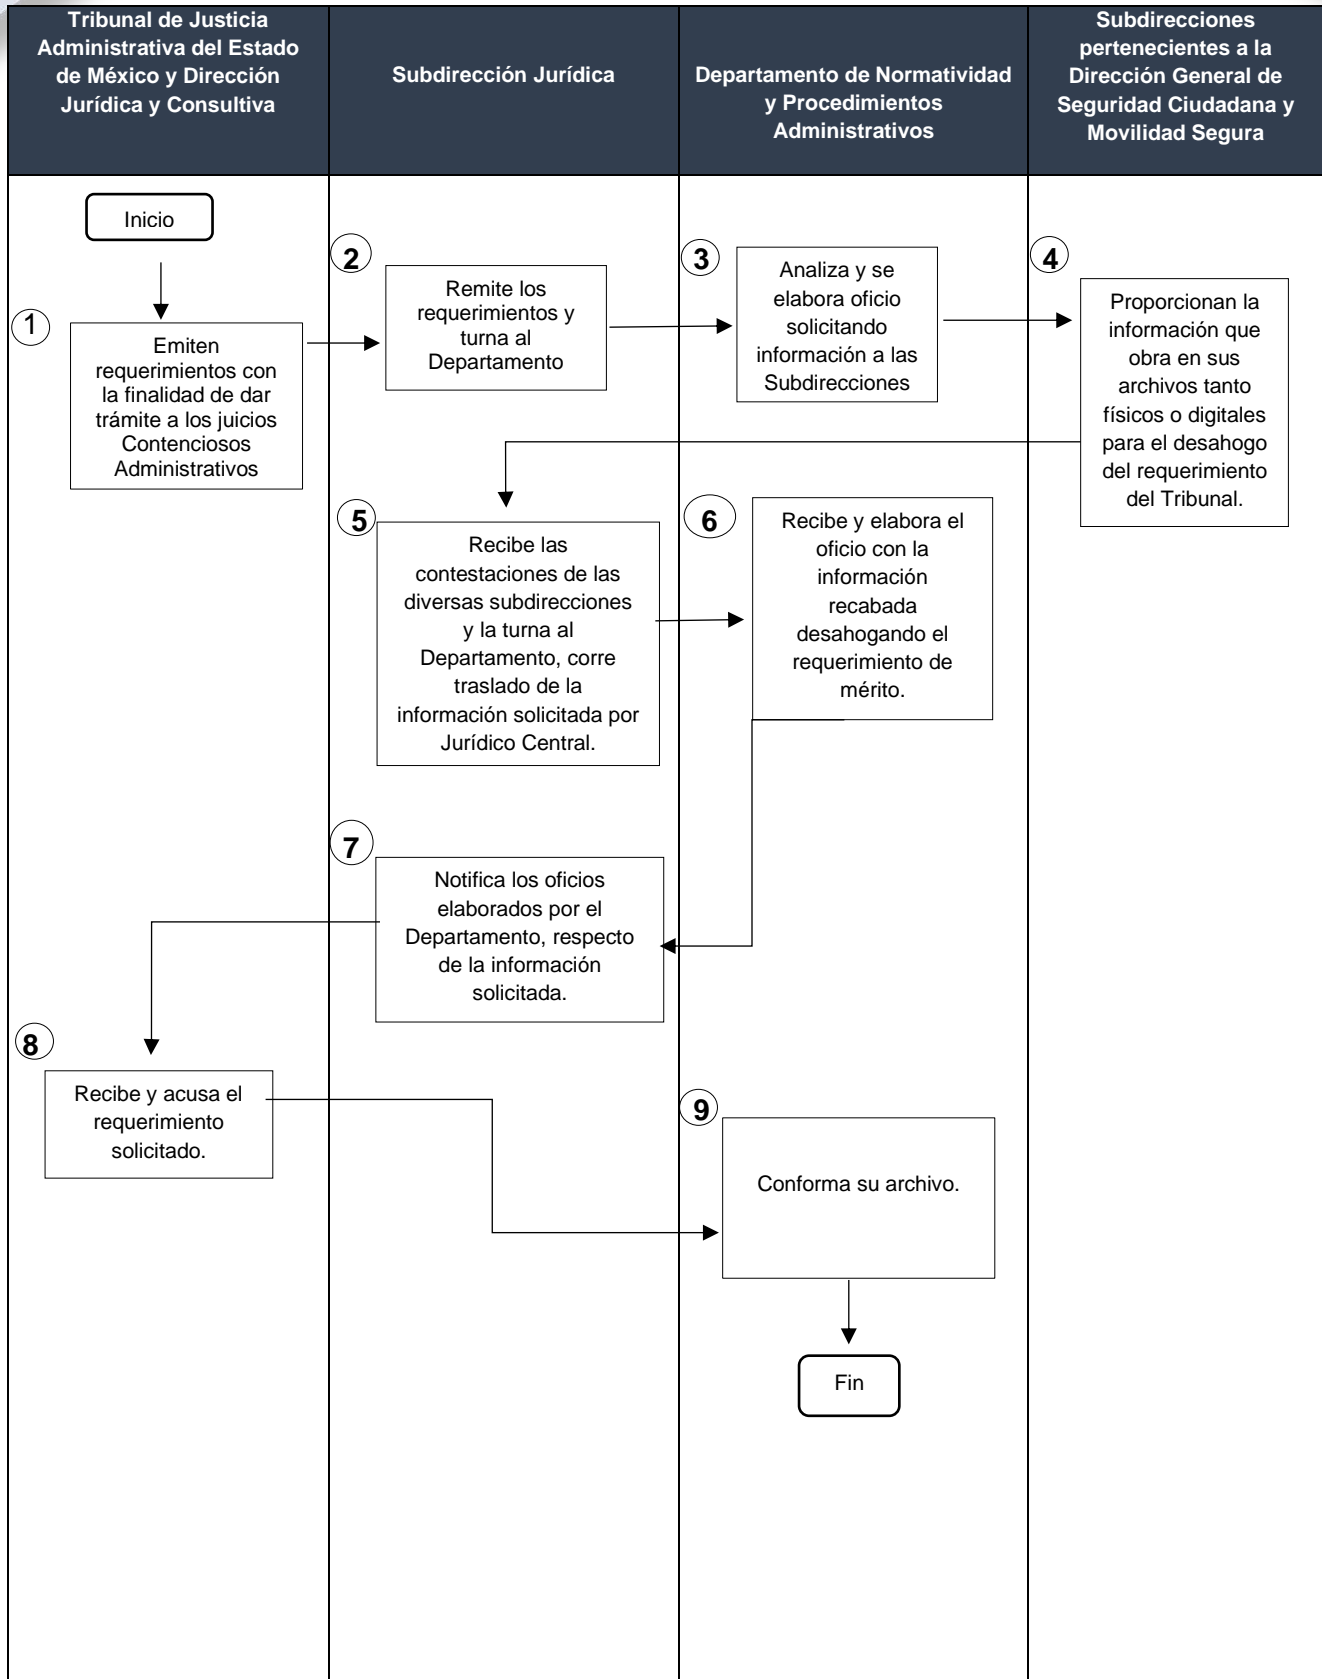 Tribunal de Justicia
Administrativa del Estado
de México y Dirección
Jurídica y Consultiva
Subdirección Jurídica
Departamento de Normatividad
y Procedimientos
Administrativos
Subdirecciones
pertenecientes a la
Dirección General de
Seguridad Ciudadana y
Movilidad Segura
Inicio
1
Emiten
requerimientos con
la finalidad de dar
trámite a los juicios
Contenciosos
Administrativos
2
Remite los
requerimientos y
turna al
Departamento
3
Analiza y se
elabora oficio
solicitando
información a las
Subdirecciones
4
Proporcionan la
información que
obra en sus
archivos tanto
físicos o digitales
para el desahogo
del requerimiento
del Tribunal.
5
Recibe las
contestaciones de las
diversas subdirecciones
y la turna al
Departamento, corre
traslado de la
información solicitada por
Jurídico Central.
6
Recibe y elabora el
oficio con la
información
recabada
desahogando el
requerimiento de
mérito.
7
Notifica los oficios
elaborados por el
Departamento, respecto
de la información
solicitada.
8
Recibe y acusa el
requerimiento
solicitado.
9
Conforma su archivo.
Fin